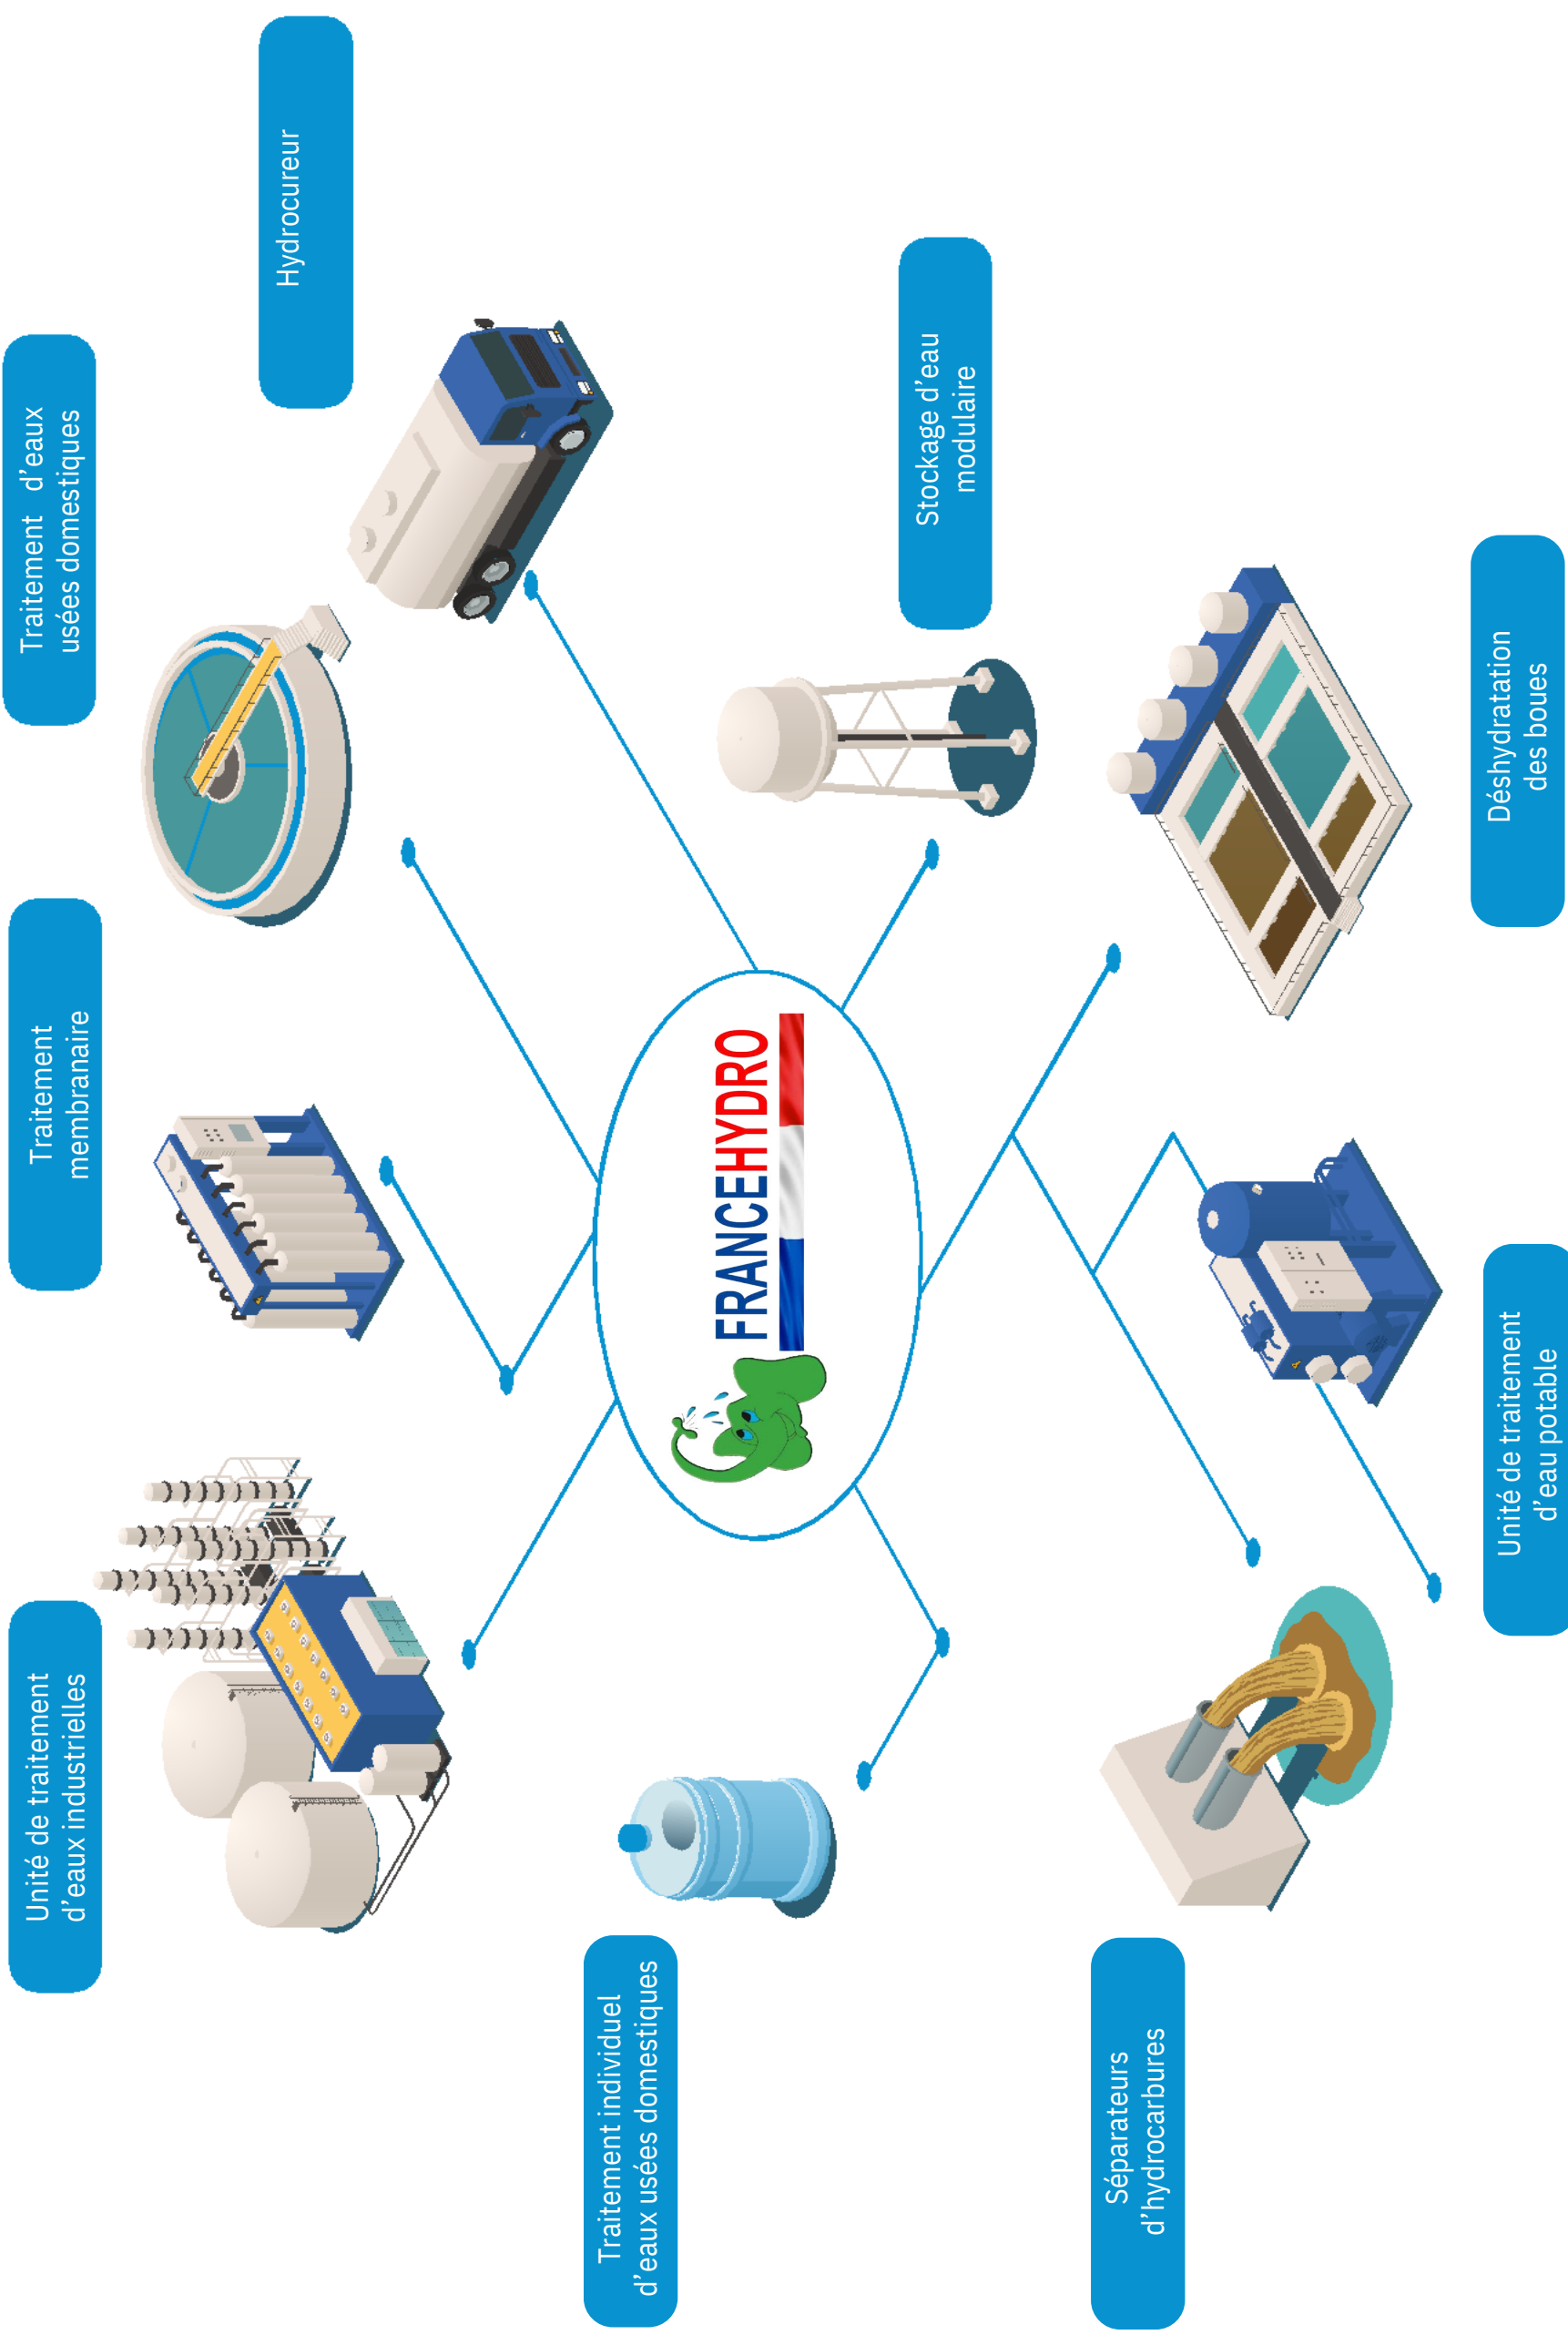 Unité de traitement
d'eaux industrielles
Traitement
membranaire
Traitement d'eaux
usées domestiques
Hydrocureur
Traitement individuel
d'eaux usées domestiques
FRANCEHYDRO
Stockage d'eau
modulaire
Séparateurs
d'hydrocarbures
Unité de traitement
d'eau potable
Déshydratation
des boues